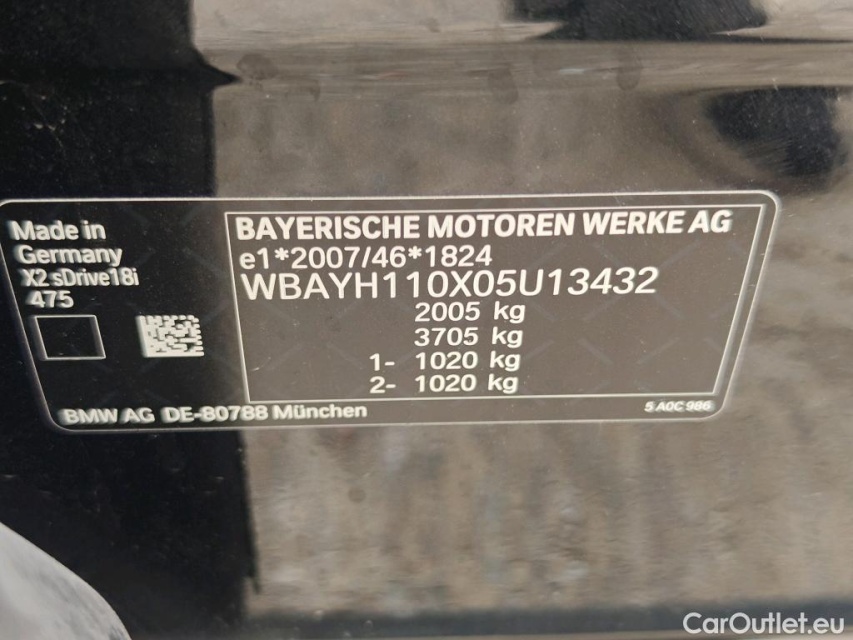 Made in
Germany
X2 sDrive18i
475
BAYERISCHE MOTOREN WERKE AG
e1*2007/46*1824
WBAYH110X05U13432
2005 kg
3705 kg
1- 1020 kg
2- 1020 kg
BMW AG DE-80788 München
5 A0C 986
CarOutlet.eu